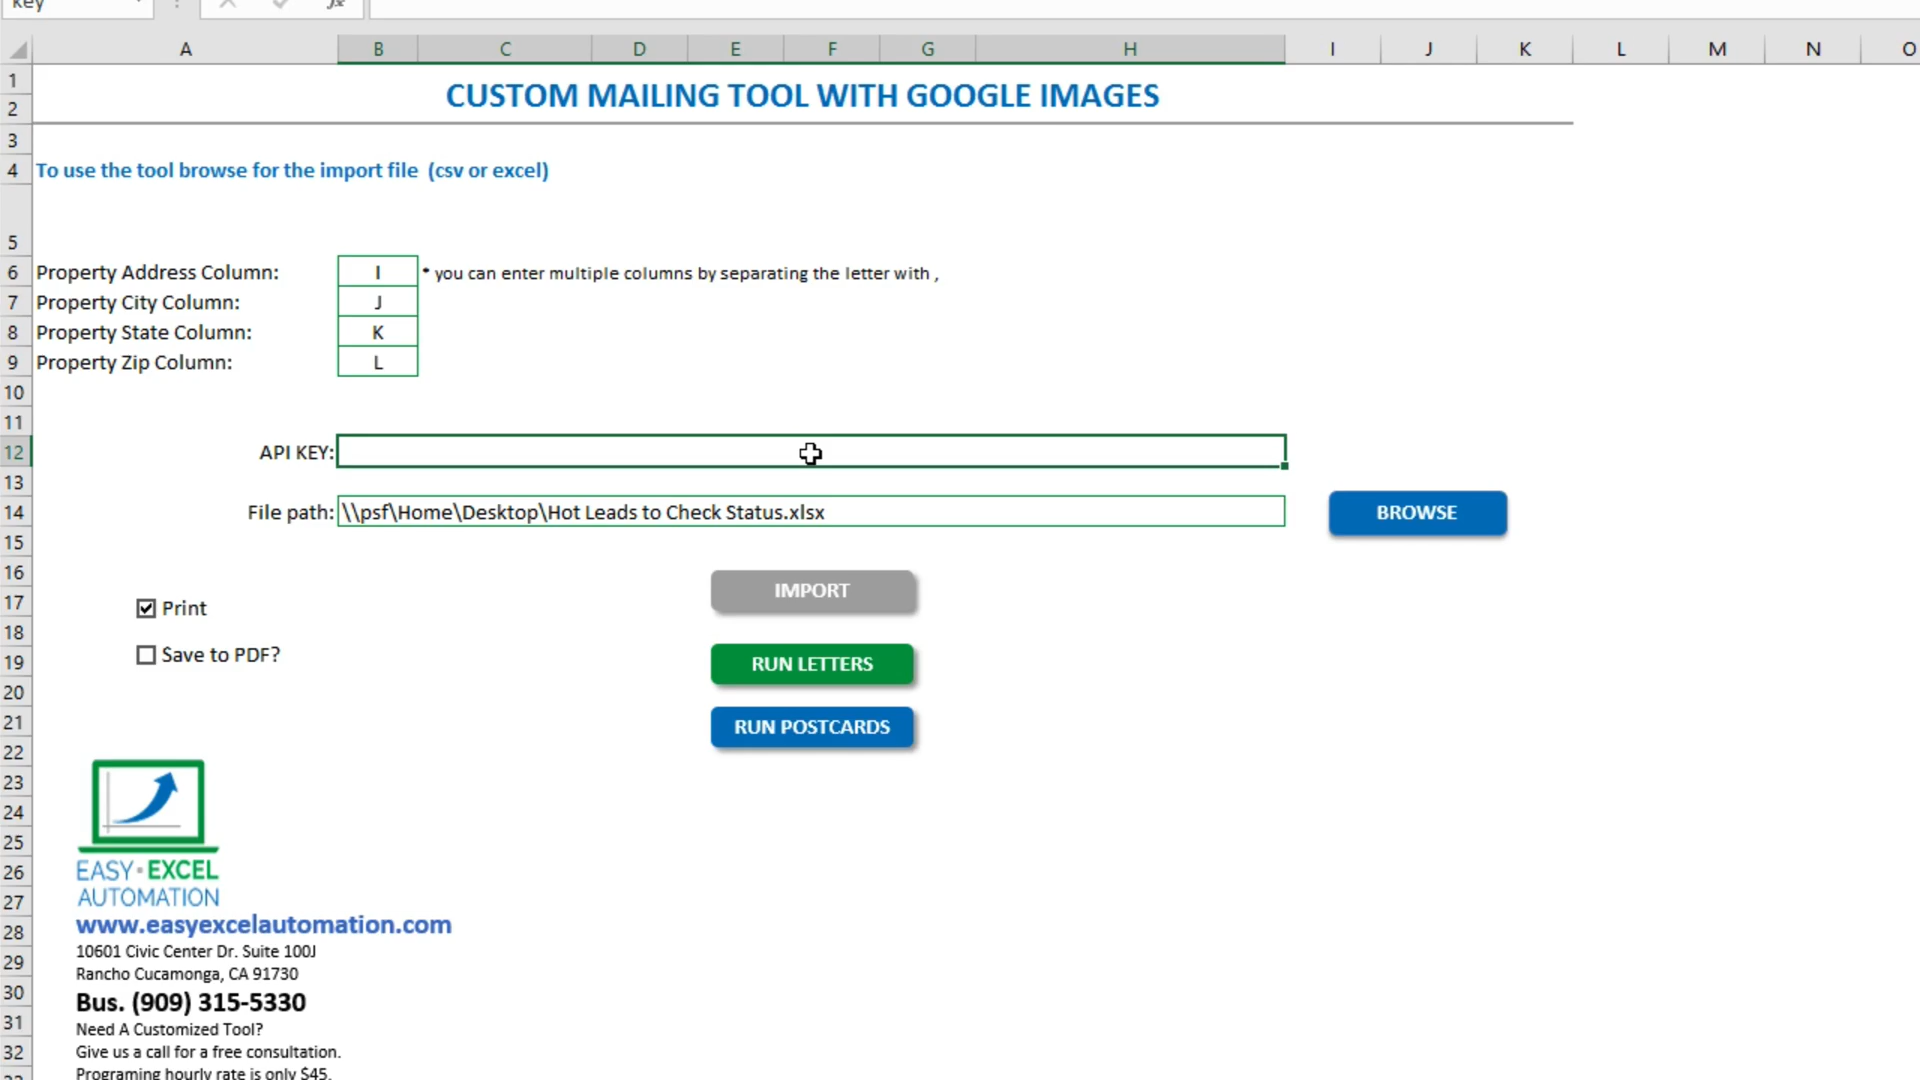 key
A B C D E F G H I J K L M N O
1 CUSTOM MAILING TOOL WITH GOOGLE IMAGES
2
3
4 To use the tool browse for the import file (csv or excel)
5
6 Property Address Column: I * you can enter multiple columns by separating the letter with ,
7 Property City Column: J
8 Property State Column: K
9 Property Zip Column: L
10
11
12 API KEY:
13
14 File path: \\psf\Home\Desktop\Hot Leads to Check Status.xlsx BROWSE
15
16 IMPORT
17 Print
18
19 Save to PDF? RUN LETTERS
20
21 RUN POSTCARDS
22
23
24
25
26 EASY·EXCEL
27 AUTOMATION
28 www.easyexcelautomation.com
29 10601 Civic Center Dr. Suite 100J
Rancho Cucamonga, CA 91730
30 Bus. (909) 315-5330
31 Need A Customized Tool?
32 Give us a call for a free consultation.
Programing hourly rate is only $45.